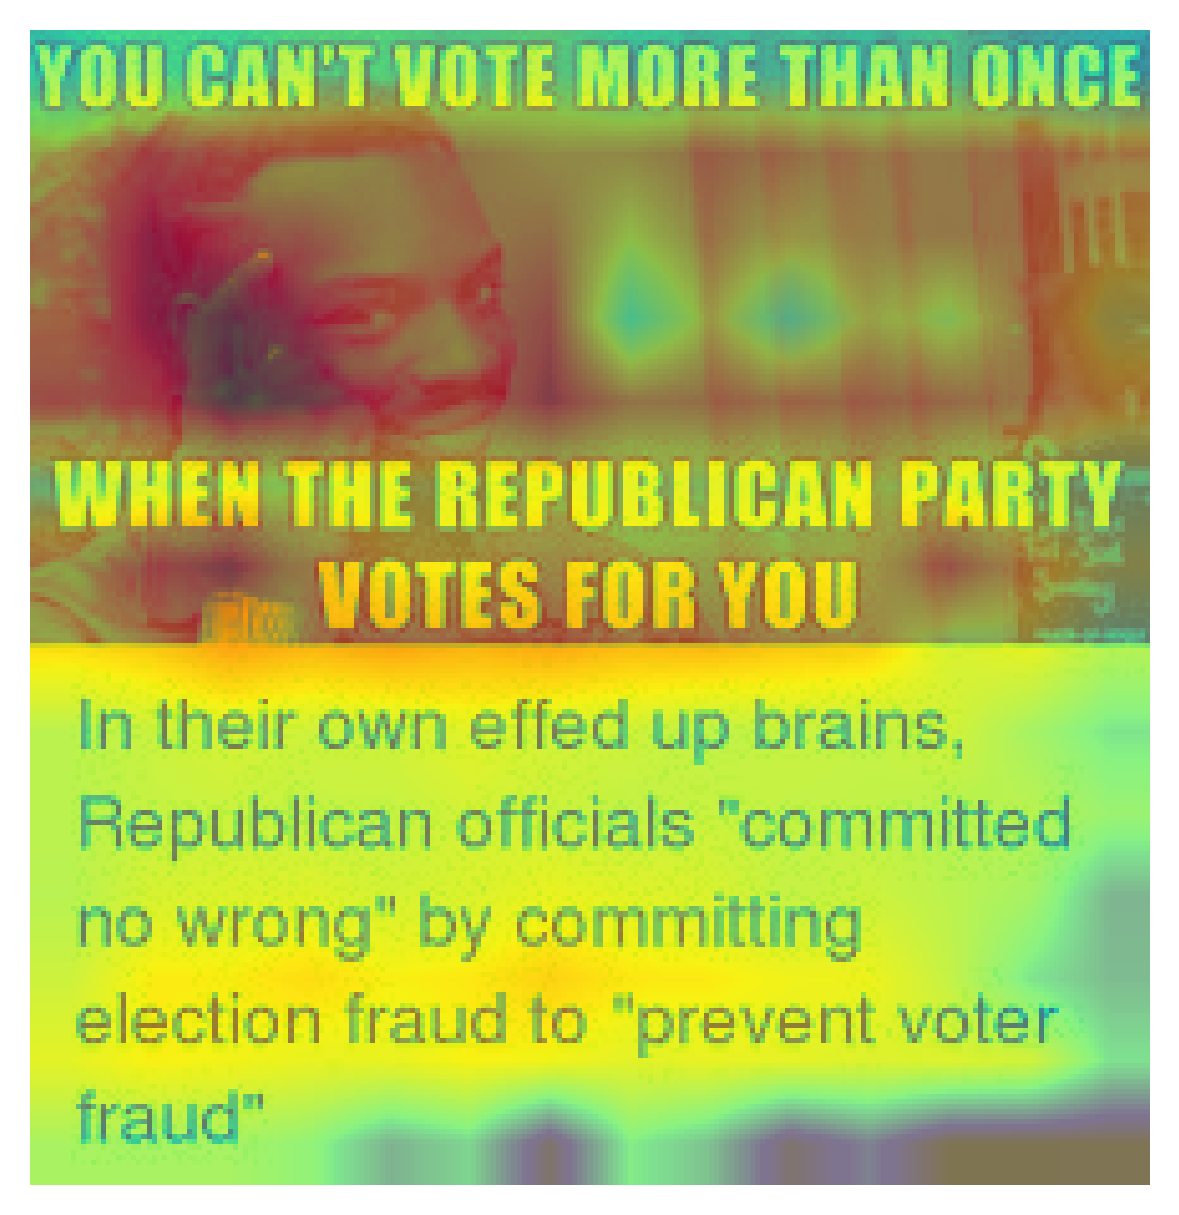 YOU CAN'T VOTE MORE THAN ONCE
WHEN THE REPUBLICAN PARTY
VOTES FOR YOU
In their own effed up brains,
Republican officials "committed
no wrong" by committing
election fraud to "prevent voter
fraud"